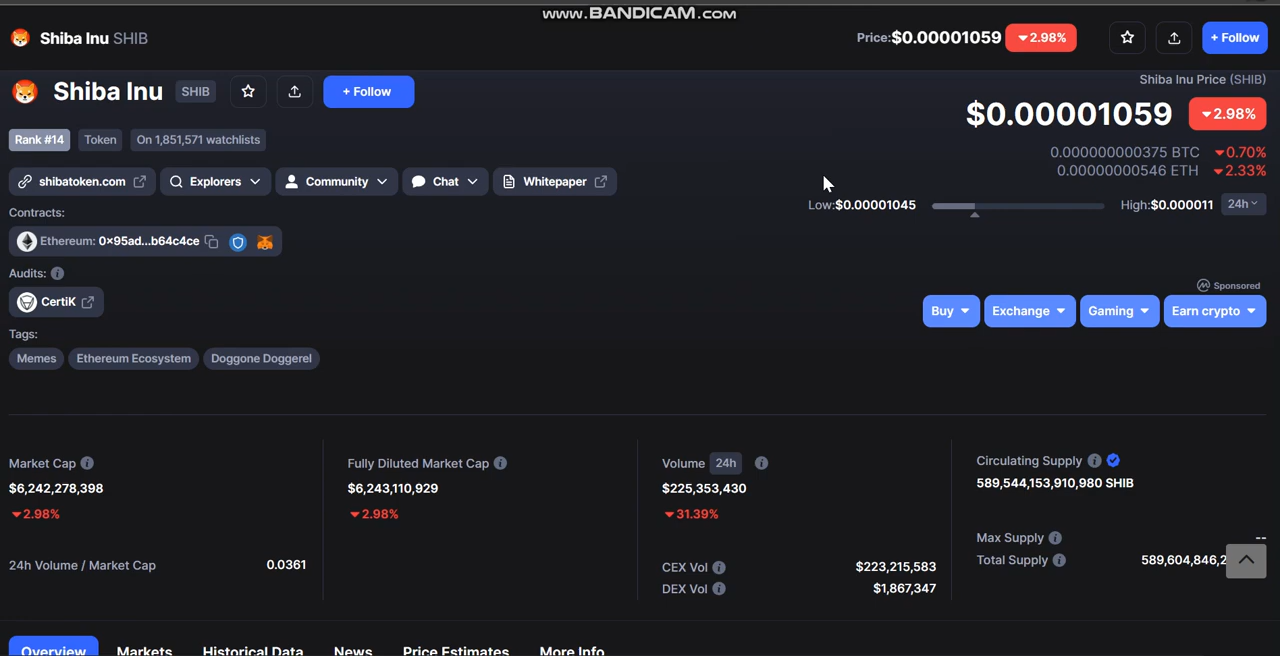 www.BANDICAM.com
Shiba Inu SHIB
Price:$0.00001059 2.98%
+ Follow
Shiba Inu SHIB + Follow
Rank #14 Token On 1,851,571 watchlists
shibatoken.com Explorers Community Chat Whitepaper
Contracts:
Ethereum: 0x95ad...b64c4ce
Audits:
CertiK
Tags:
Memes Ethereum Ecosystem Doggone Doggerel
Shiba Inu Price (SHIB)
$0.00001059 2.98%
0.000000000375 BTC 0.70%
0.00000000546 ETH 2.33%
Low:$0.00001045 High:$0.000011 24h
Sponsored
Buy Exchange Gaming Earn crypto
Market Cap
$6,242,278,398
2.98%
24h Volume / Market Cap 0.0361
Fully Diluted Market Cap
$6,243,110,929
2.98%
Volume 24h
$225,353,430
31.39%
CEX Vol $223,215,583
DEX Vol $1,867,347
Circulating Supply
589,544,153,910,980 SHIB
Max Supply --
Total Supply 589,604,846,2
Overview Markets Historical Data News Price Estimates More Info